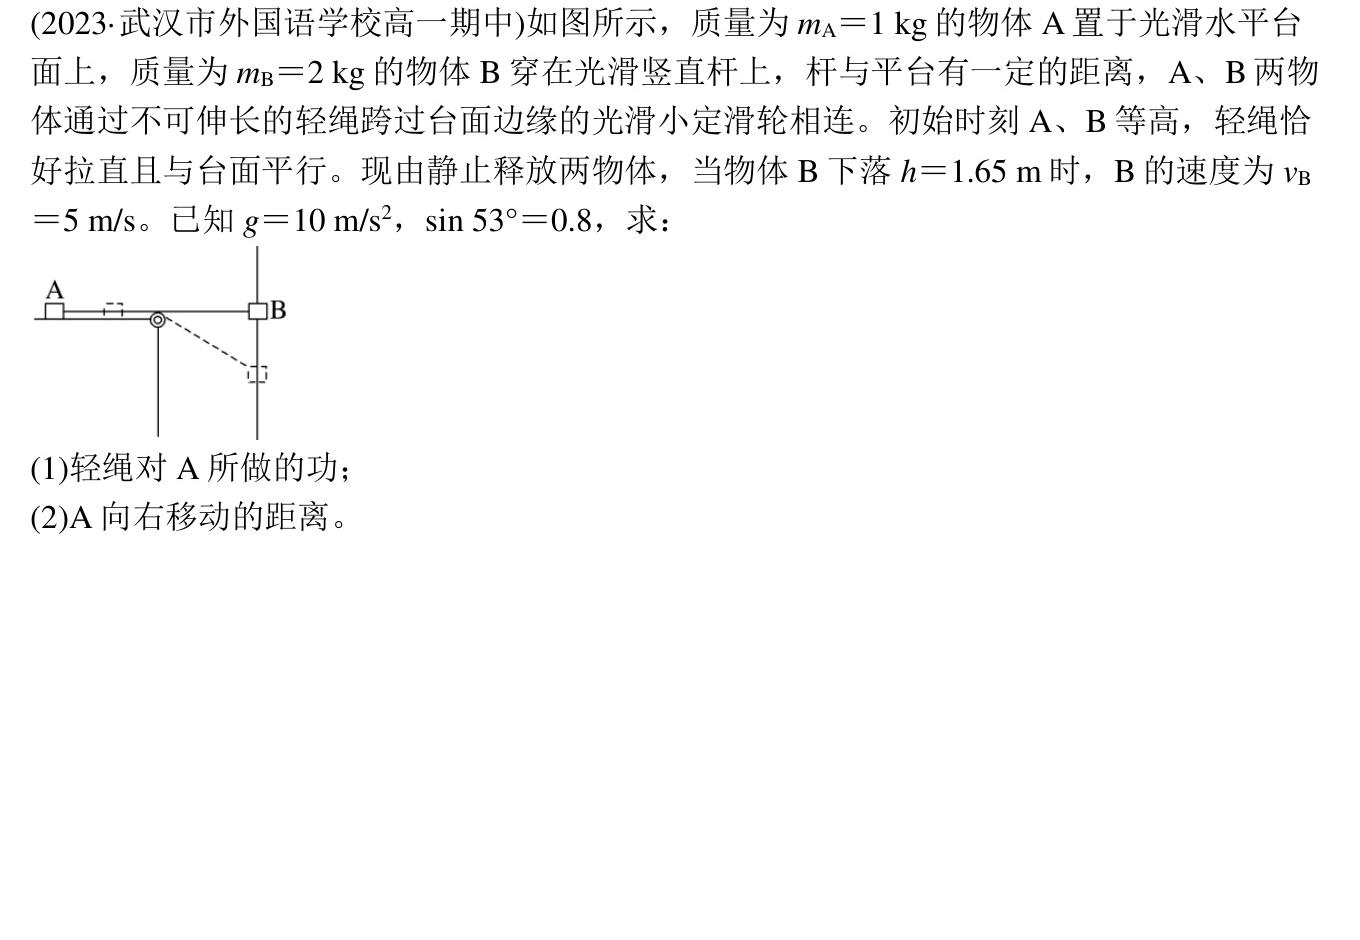 (2023·武汉市外国语学校高一期中)如图所示，质量为 mA＝1 kg 的物体 A 置于光滑水平台
面上，质量为 mB＝2 kg 的物体 B 穿在光滑竖直杆上，杆与平台有一定的距离，A、B 两物
体通过不可伸长的轻绳跨过台面边缘的光滑小定滑轮相连。初始时刻 A、B 等高，轻绳恰
好拉直且与台面平行。现由静止释放两物体，当物体 B 下落 h＝1.65 m 时，B 的速度为 vB
＝5 m/s。已知 g＝10 m/s²，sin 53°＝0.8，求：
A
B
(1)轻绳对 A 所做的功；
(2)A 向右移动的距离。